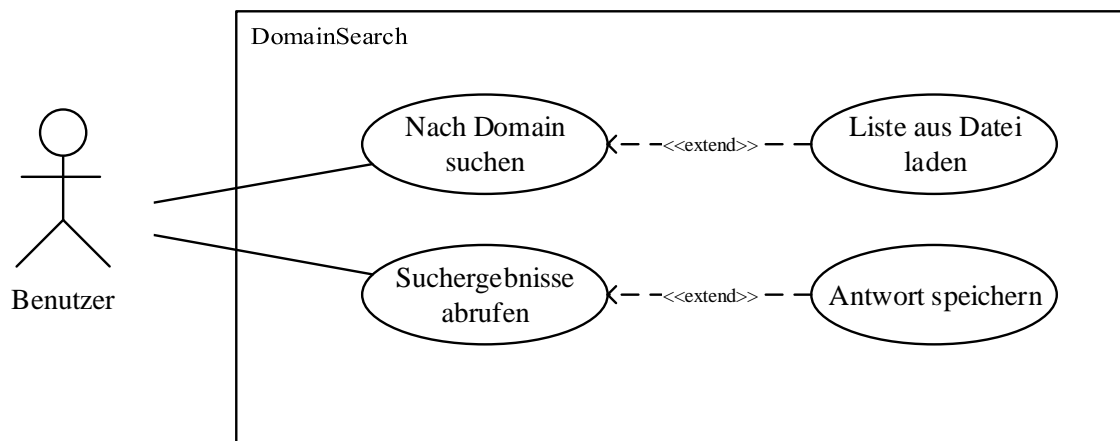 DomainSearch
Nach Domain
suchen
<<extend>>
Liste aus Datei
laden
Suchergebnisse
abrufen
<<extend>>
Antwort speichern
Benutzer